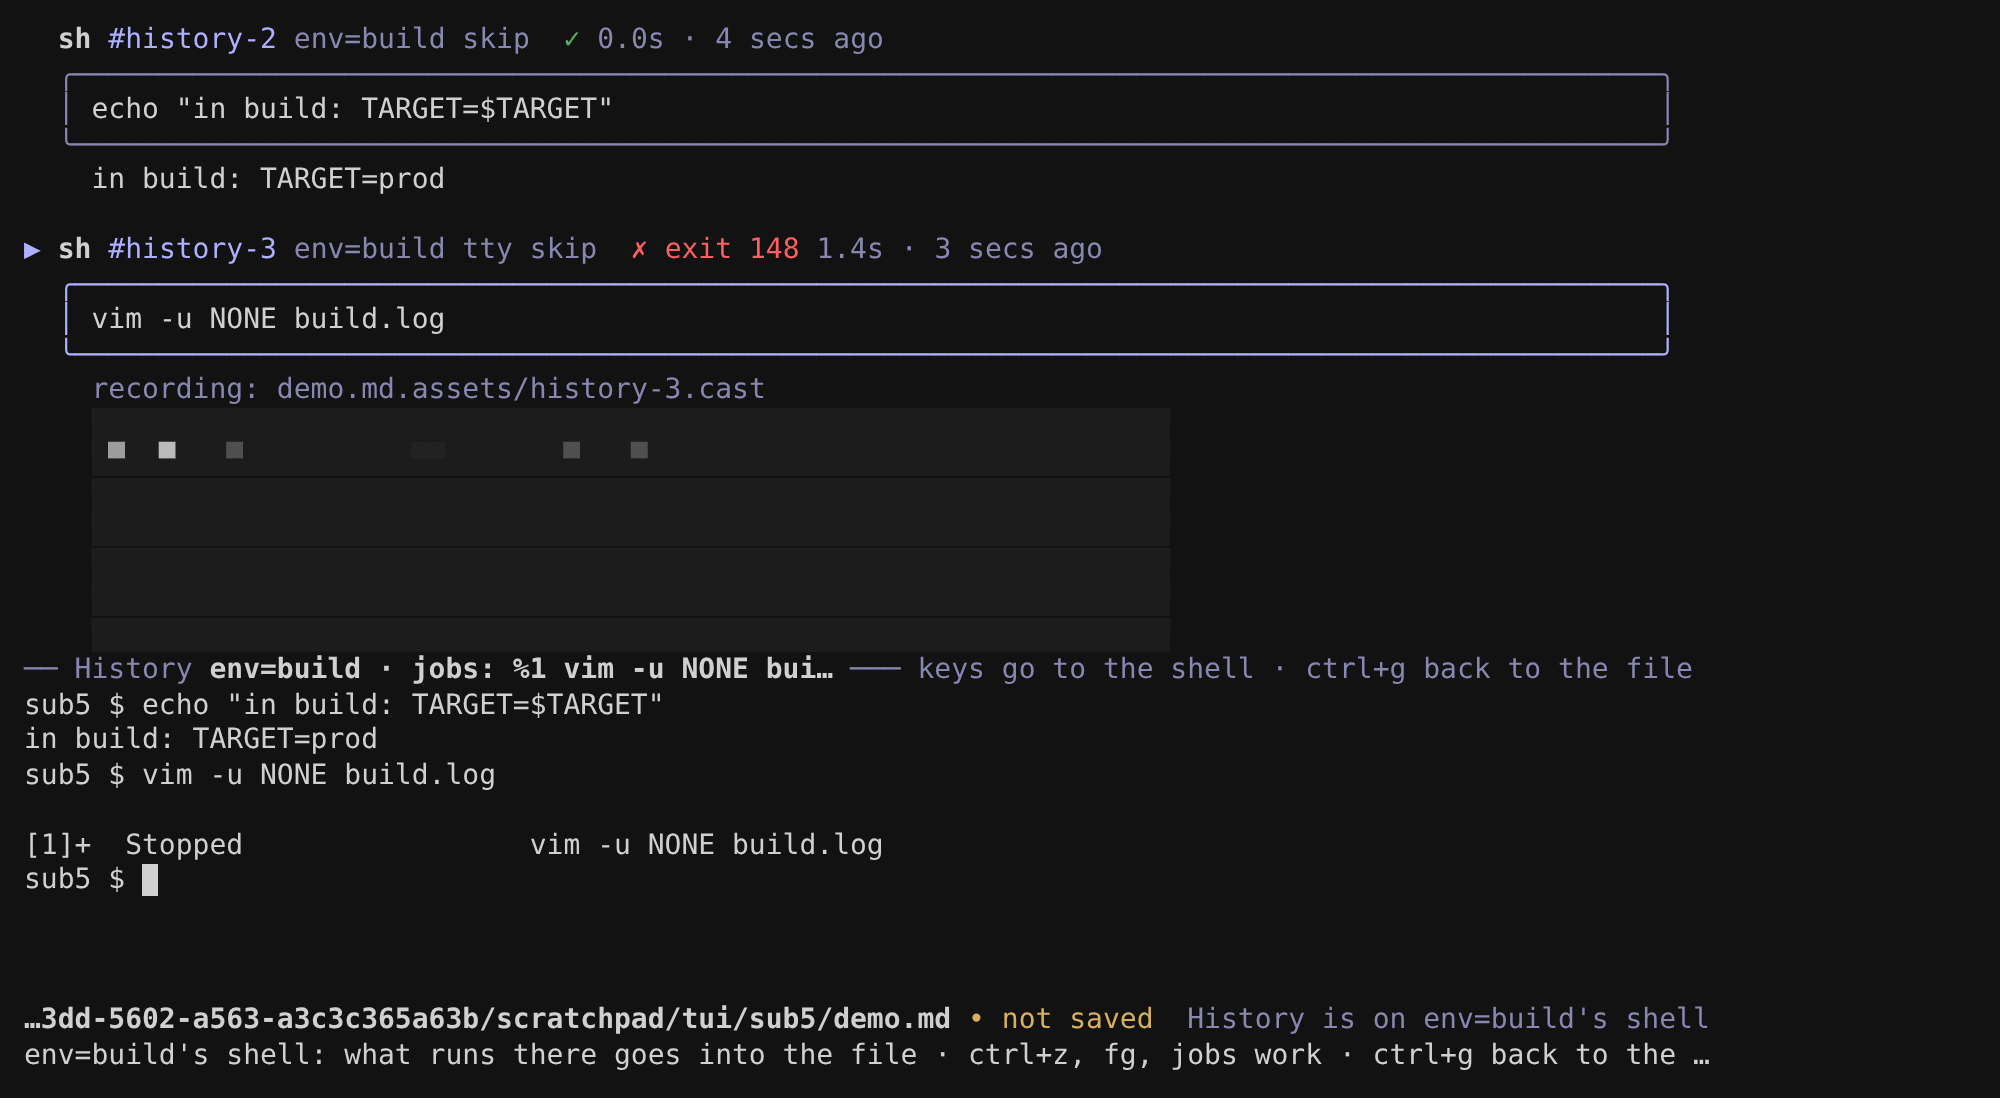 sh #history-2 env=build skip ✓ 0.0s · 4 secs ago
echo "in build: TARGET=$TARGET"
in build: TARGET=prod
▶ sh #history-3 env=build tty skip ✗ exit 148 1.4s · 3 secs ago
vim -u NONE build.log
recording: demo.md.assets/history-3.cast
── History env=build · jobs: %1 vim -u NONE bui… ─── keys go to the shell · ctrl+g back to the file
sub5 $ echo "in build: TARGET=$TARGET"
in build: TARGET=prod
sub5 $ vim -u NONE build.log
[1]+  Stopped                 vim -u NONE build.log
sub5 $
…3dd-5602-a563-a3c3c365a63b/scratchpad/tui/sub5/demo.md • not saved  History is on env=build's shell
env=build's shell: what runs there goes into the file · ctrl+z, fg, jobs work · ctrl+g back to the …